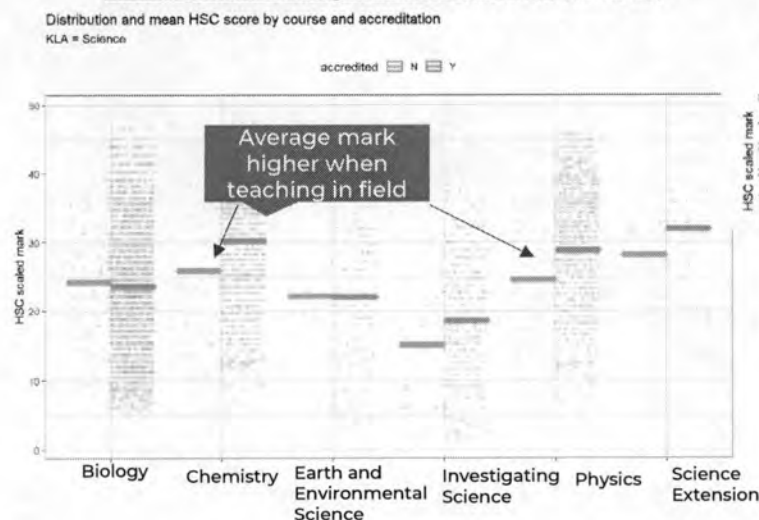 Distribution and mean HSC score by course and accreditation
KLA = Science
accredited N Y
HSC scaled mark
50
30
20
10
0
Average mark
higher when
teaching in field
HSC scaled mark
Biology
Chemistry
Earth and
Environmental
Science
Investigating
Science
Physics
Science
Extension